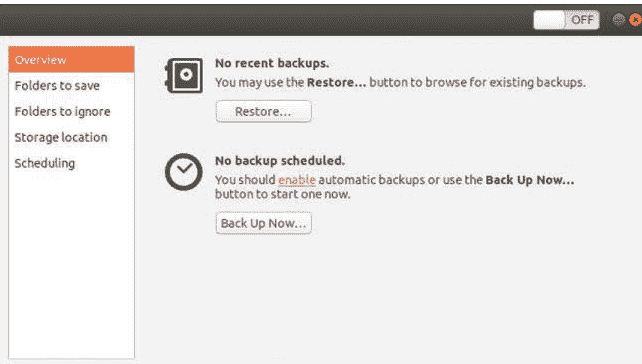 OFF
Overview
Folders to save
Folders to ignore
Storage location
Scheduling
No recent backups.
You may use the Restore... button to browse for existing backups.
Restore...
No backup scheduled.
You should enable automatic backups or use the Back Up Now...
button to start one now.
Back Up Now...